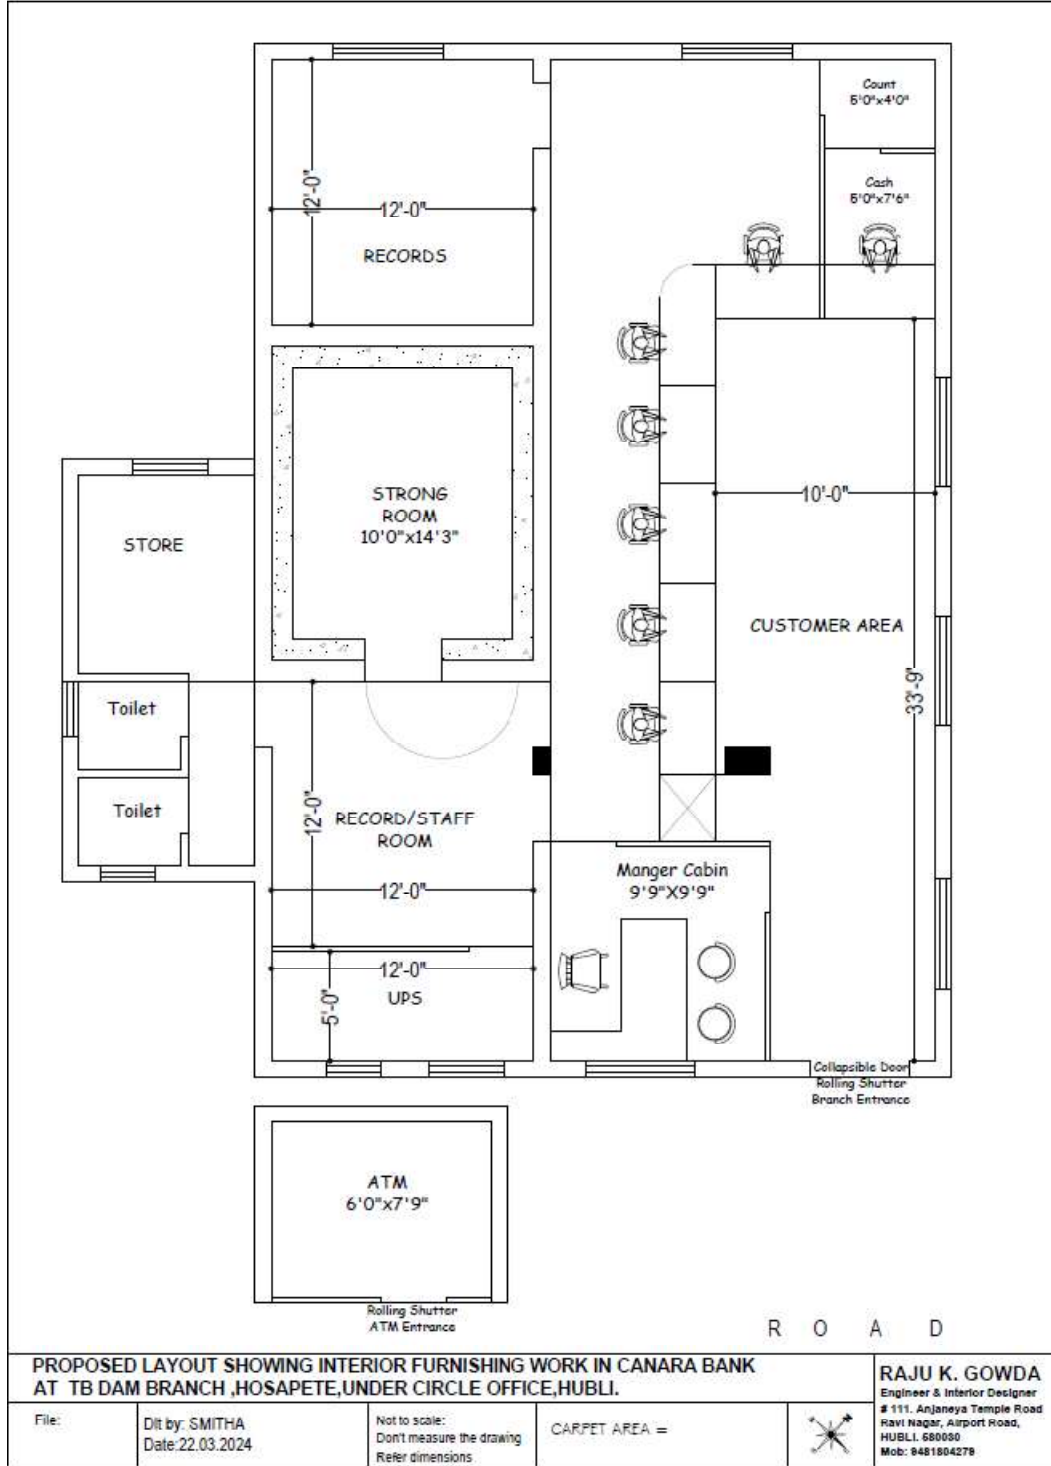 Count
5'0"x4'0"
Cash
5'0"x7'6"
12'-0"
12'-0"
RECORDS
STRONG
ROOM
10'0"x14'3"
10'-0"
STORE
CUSTOMER AREA
33'-9"
Toilet
Toilet
12'-0"
RECORD/STAFF
ROOM
12'-0"
Manger Cabin
9'9"X9'9"
12'-0"
UPS
5'-0"
Collapsible Door
Rolling Shutter
Branch Entrance
ATM
6'0"x7'9"
Rolling Shutter
ATM Entrance
R O A D
PROPOSED LAYOUT SHOWING INTERIOR FURNISHING WORK IN CANARA BANK
AT TB DAM BRANCH ,HOSAPETE,UNDER CIRCLE OFFICE,HUBLI.
RAJU K. GOWDA
Engineer & Interior Designer
# 111. Anjaneya Temple Road
Ravi Nagar, Airport Road,
HUBLI. 580030
Mob: 9481804279
File:
Dlt by: SMITHA
Date:22.03.2024
Not to scale:
Don't measure the drawing
Refer dimensions
CARPET AREA =